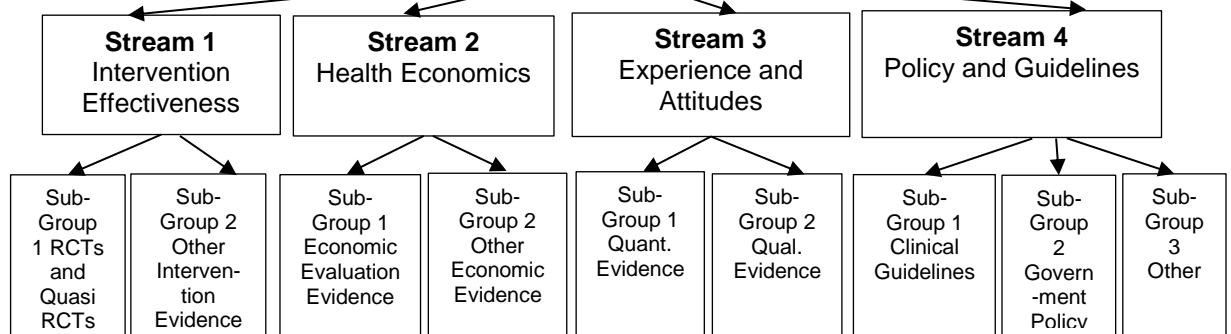 Stream 1
Intervention
Effectiveness
Stream 2
Health Economics
Stream 3
Experience and
Attitudes
Stream 4
Policy and Guidelines
Sub-
Group
1 RCTs
and
Quasi
RCTs
Sub-
Group 2
Other
Interven-
tion
Evidence
Sub-
Group 1
Economic
Evaluation
Evidence
Sub-
Group 2
Other
Economic
Evidence
Sub-
Group 1
Quant.
Evidence
Sub-
Group 2
Qual.
Evidence
Sub-
Group 1
Clinical
Guidelines
Sub-
Group
2
Govern
-ment
Policy
Sub-
Group
3
Other